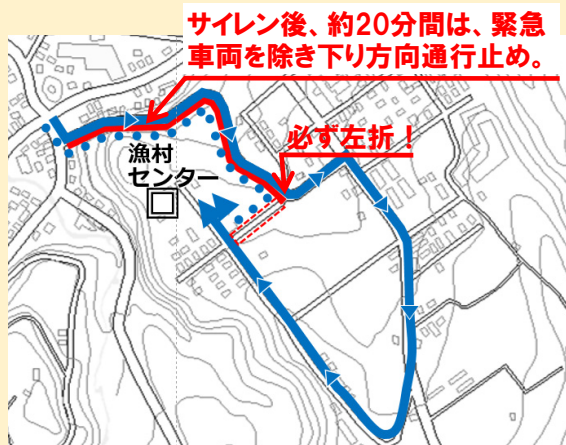 サイレン後、約20分間は、緊急
車両を除き下り方向通行止め。
必ず左折！
漁村
センター